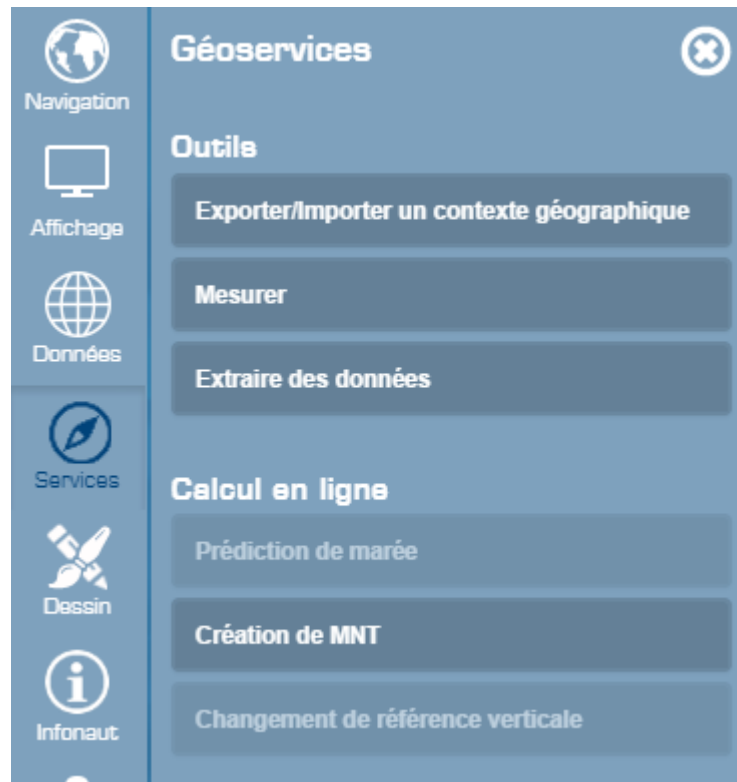 Navigation
Affichage
Données
Services
Dessin
Infonaut
Géoservices
Outils
Exporter/Importer un contexte géographique
Mesurer
Extraire des données
Calcul en ligne
Prédiction de marée
Création de MNT
Changement de référence verticale